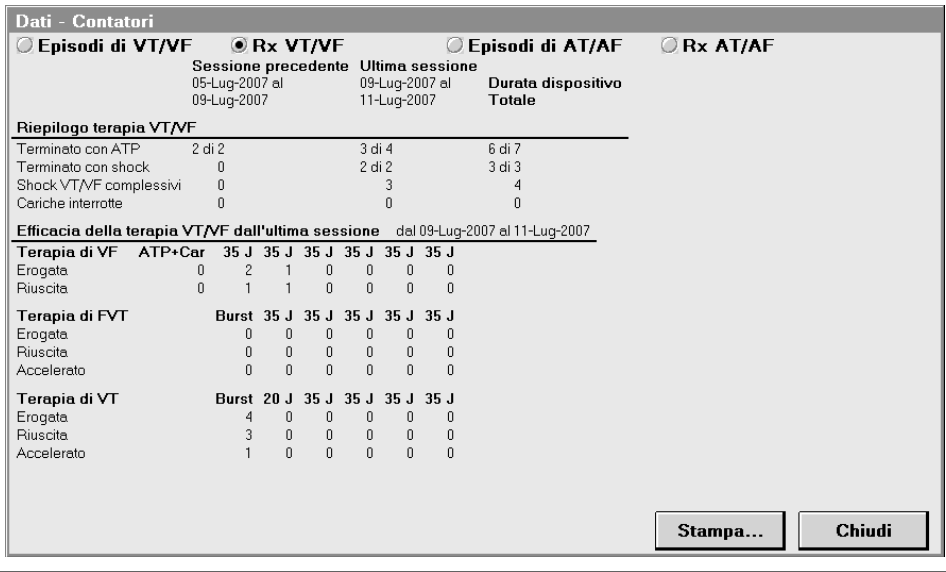 Dati - Contatori
Episodi di VT/VF Rx VT/VF Episodi di AT/AF Rx AT/AF
Sessione precedente Ultima sessione
05-Lug-2007 al 09-Lug-2007 al Durata dispositivo
09-Lug-2007 11-Lug-2007 Totale
Riepilogo terapia VT/VF
Terminato con ATP 2 di 2 3 di 4 6 di 7
Terminato con shock 0 2 di 2 3 di 3
Shock VT/VF complessivi 0 3 4
Cariche interrotte 0 0 0
Efficacia della terapia VT/VF dall'ultima sessione dal 09-Lug-2007 al 11-Lug-2007
Terapia di VF ATP+Car 35 J 35 J 35 J 35 J 35 J 35 J
Erogata 0 2 1 0 0 0 0
Riuscita 0 1 1 0 0 0 0
Terapia di FVT Burst 35 J 35 J 35 J 35 J 35 J
Erogata 0 0 0 0 0 0
Riuscita 0 0 0 0 0 0
Accelerato 0 0 0 0 0 0
Terapia di VT Burst 20 J 35 J 35 J 35 J 35 J
Erogata 4 0 0 0 0 0
Riuscita 3 0 0 0 0 0
Accelerato 1 0 0 0 0 0
Stampa... Chiudi